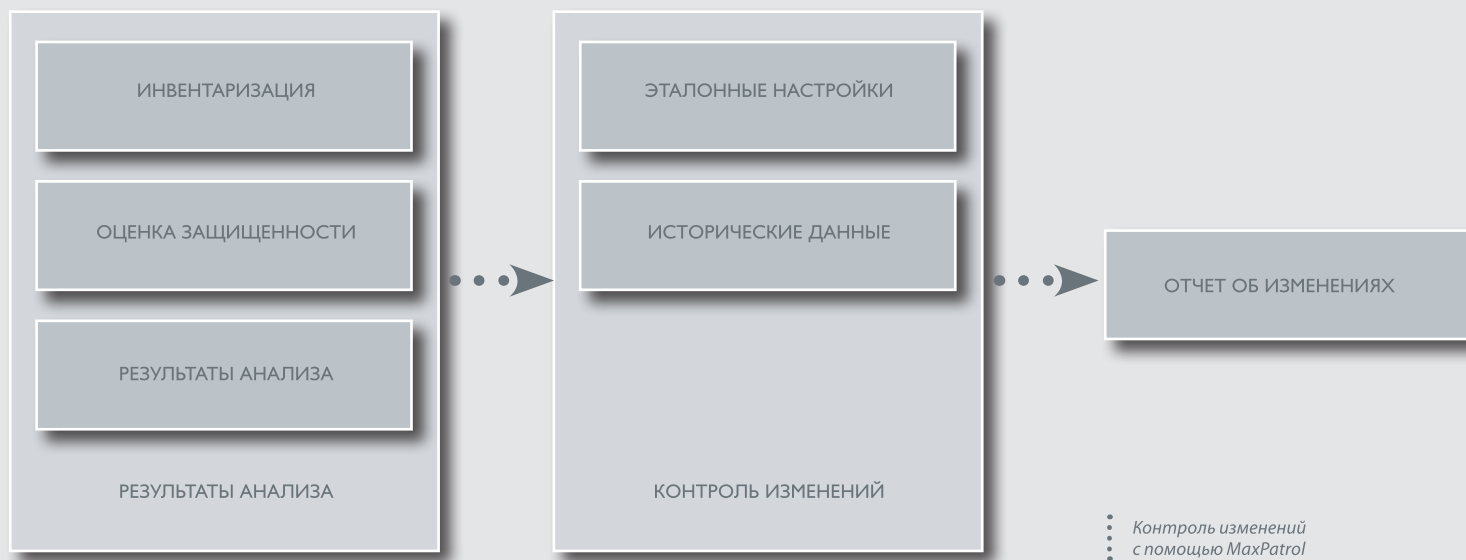 ИНВЕНТАРИЗАЦИЯ
ОЦЕНКА ЗАЩИЩЕННОСТИ
РЕЗУЛЬТАТЫ АНАЛИЗА
РЕЗУЛЬТАТЫ АНАЛИЗА
ЭТАЛОННЫЕ НАСТРОЙКИ
ИСТОРИЧЕСКИЕ ДАННЫЕ
КОНТРОЛЬ ИЗМЕНЕНИЙ
ОТЧЕТ ОБ ИЗМЕНЕНИЯХ
Контроль изменений
с помощью MaxPatrol